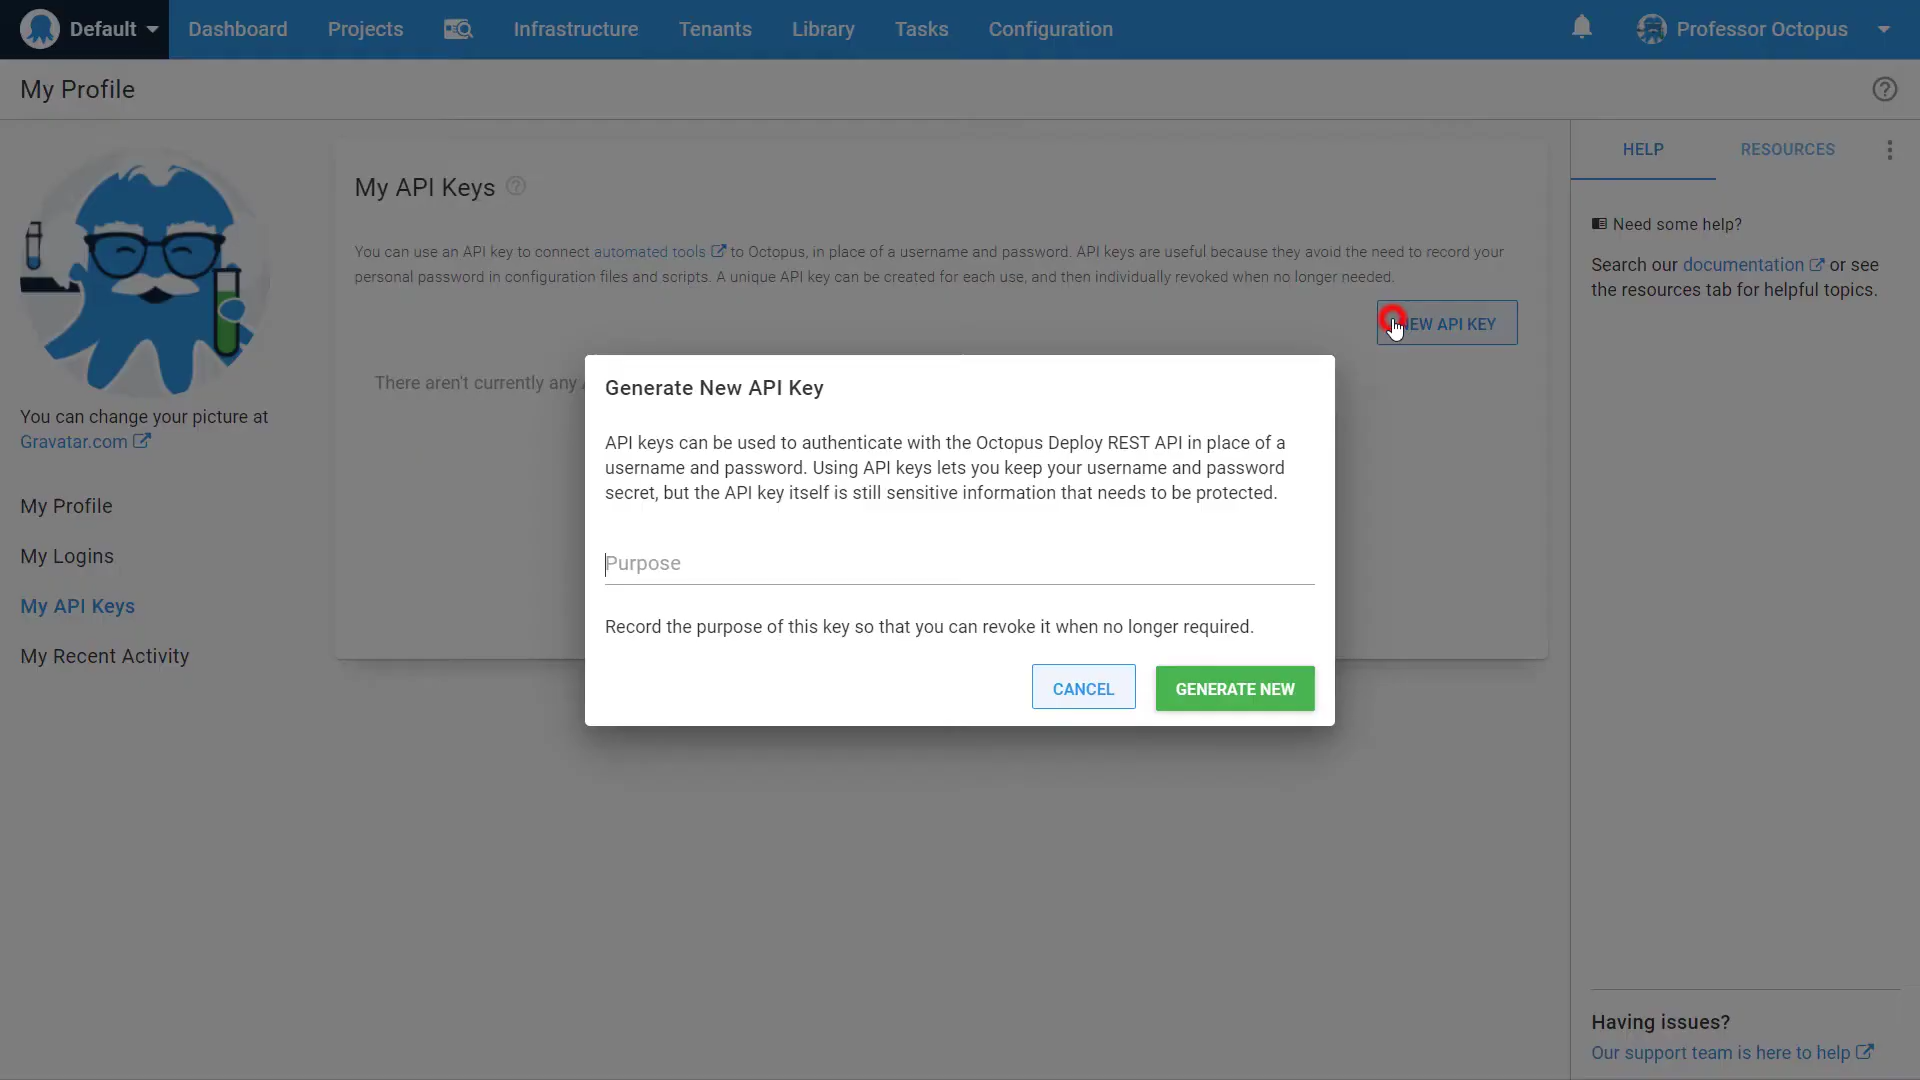 Default Dashboard Projects Infrastructure Tenants Library Tasks Configuration Professor Octopus
My Profile
HELP RESOURCES
My API Keys
You can use an API key to connect automated tools to Octopus, in place of a username and password. API keys are useful because they avoid the need to record your
personal password in configuration files and scripts. A unique API key can be created for each use, and then individually revoked when no longer needed.
Need some help?
Search our documentation or see
the resources tab for helpful topics.
API KEY
There aren't currently any
Generate New API Key
API keys can be used to authenticate with the Octopus Deploy REST API in place of a
username and password. Using API keys lets you keep your username and password
secret, but the API key itself is still sensitive information that needs to be protected.
Purpose
Record the purpose of this key so that you can revoke it when no longer required.
CANCEL GENERATE NEW
You can change your picture at
Gravatar.com
My Profile
My Logins
My API Keys
My Recent Activity
Having issues?
Our support team is here to help